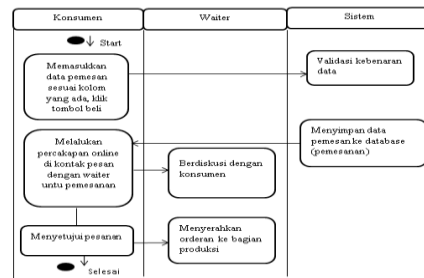 Konsumen
Waiter
Sistem
Start
Memasukkan
data pemesan
sesuai kolom
yang ada, klik
tombol beli
Validasi kebenaran
data
Melalukan
percakapan online
di kontak pesan
dengan waiter
untu pemesanan
Berdiskusi dengan
konsumen
Menyimpan data
pemesan ke database
(pemesanan)
Menyetujui pesanan
Menyerahkan
orderan ke bagian
produksi
Selesai